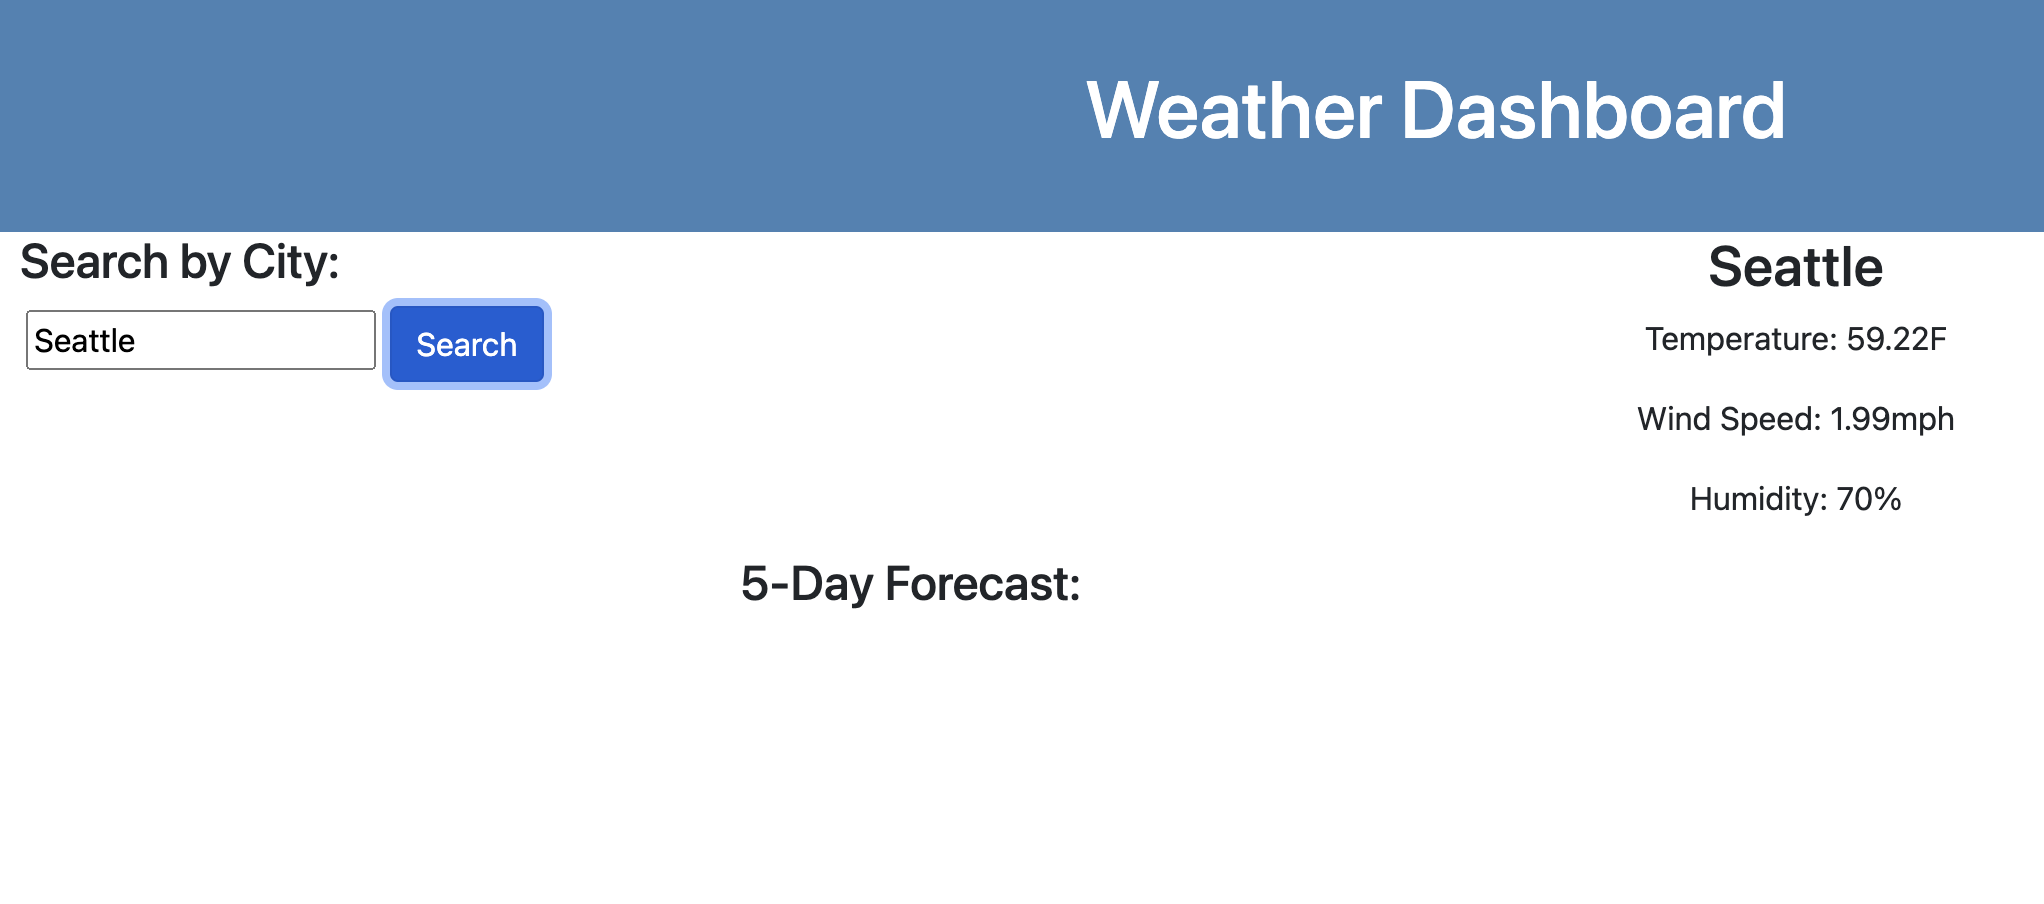 Weather Dashboard
Search by City:
Seattle
Search
Seattle
Temperature: 59.22F
Wind Speed: 1.99mph
Humidity: 70%
5-Day Forecast: